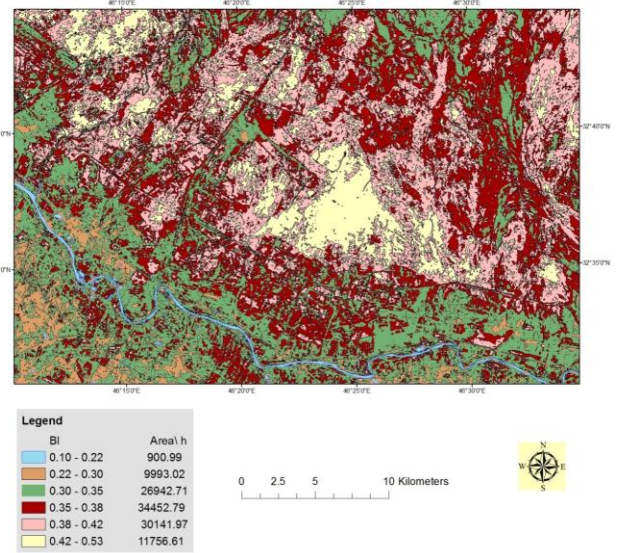 46°15'0"E 46°20'0"E 46°25'0"E 46°30'0"E
0"N 32°40'0"N
0"N 32°35'0"N
46°15'0"E 46°20'0"E 46°25'0"E 46°30'0"E
Legend
BI Area\ h
0.10 - 0.22 900.99
0.22 - 0.30 9993.02
0.30 - 0.35 26942.71
0.35 - 0.38 34452.79
0.38 - 0.42 30141.97
0.42 - 0.53 11756.61
0 2.5 5 10 Kilometers
N
W E
S